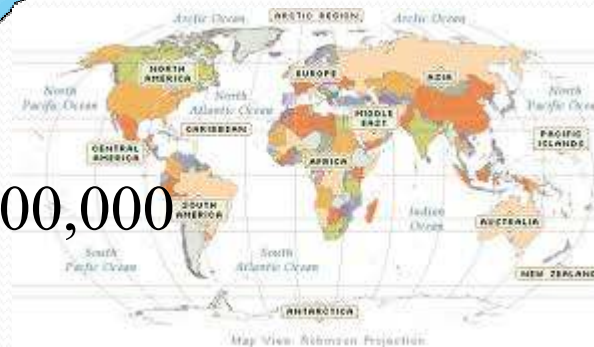 Arctic Ocean ARCTIC REGION Arctic Ocean
NORTH
AMERICA
EUROPE
ASIA
North
Pacific Ocean
North
Atlantic Ocean
MIDDLE
EAST
North
Pacific Ocea
CARIBBEAN
PACIFIC
ISLANDS
CENTRAL
AMERICA
AFRICA
00,000
SOUTH
AMERICA
Indian
Ocean
AUSTRALIA
South
Pacific Ocean
South
Atlantic Ocean
NEW ZEALAND
ANTARCTICA
Map View: Robinson Projection